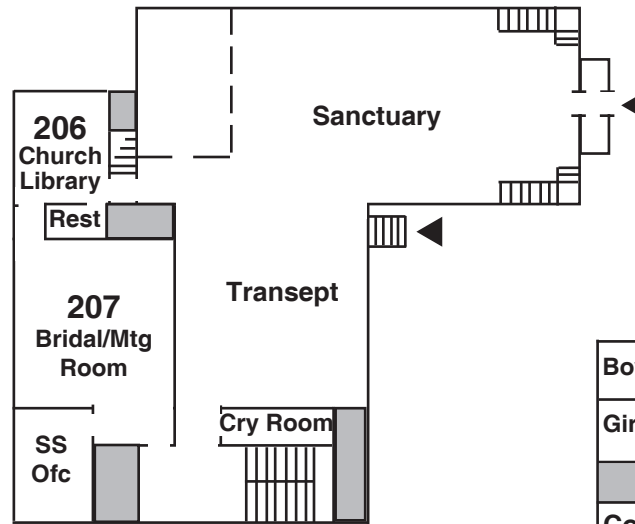 Sanctuary
206
Church
Library
Rest
Transept
207
Bridal/Mtg
Room
Cry Room
SS
Ofc